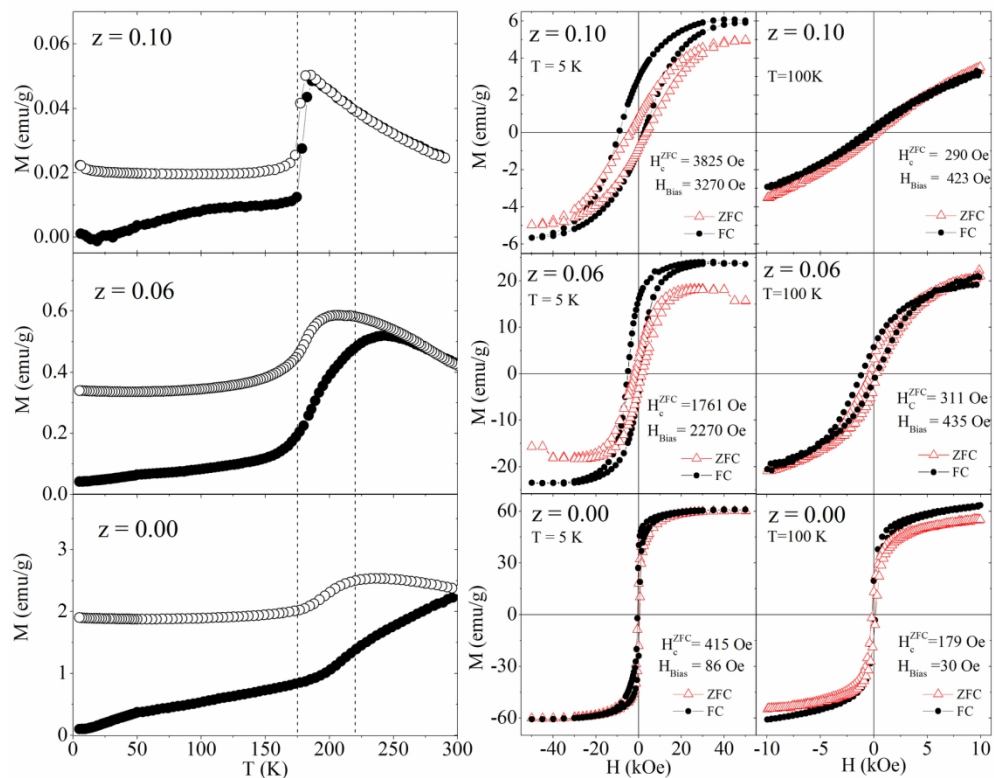 z = 0.10
M (emu/g)
0.06
0.04
0.02
0.00
z = 0.06
M (emu/g)
0.6
0.4
0.2
0.0
z = 0.00
M (emu/g)
3
2
1
0
0 50 100 150 200 250 300
T (K)
z = 0.10
T = 5 K
M (emu/g)
6
4
2
0
-2
-4
-6
H_c^ZFC = 3825 Oe
H_Bias = 3270 Oe
ZFC
FC
z = 0.10
T=100K
H_c^ZFC = 290 Oe
H_Bias = 423 Oe
ZFC
FC
z = 0.06
T = 5 K
M (emu/g)
20
10
0
-10
-20
H_c^ZFC = 1761 Oe
H_Bias = 2270 Oe
ZFC
FC
z = 0.06
T=100 K
H_C^ZFC = 311 Oe
H_Bias = 435 Oe
ZFC
FC
z = 0.00
T = 5 K
M (emu/g)
60
30
0
-30
-60
H_c^ZFC = 415 Oe
H_Bias = 86 Oe
ZFC
FC
-40 -20 0 20 40
H (kOe)
z = 0.00
T=100 K
H_c^ZFC =179 Oe
H_Bias =30 Oe
ZFC
FC
-10 -5 0 5 10
H (kOe)